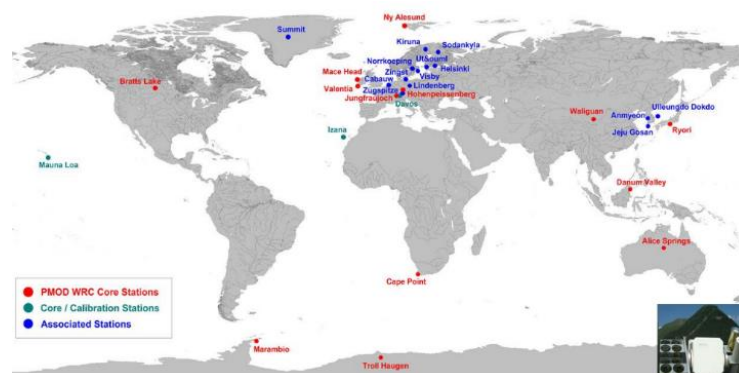 Ny Alesund
Summit
Kiruna
Sodankyla
Norrkoeping
Utö
Kuumi
Mace Head
Zingst
Helsinki
Bratts Lake
Cabauw
Visby
Valentia
Zugspitze
Lindenberg
Hohenpeissenberg
Jungfraujoch
Davos
Ulleungdo Dokdo
Waliguan
Anmyeon
Jeju Gosan
Ryori
Izana
Mauna Loa
Danum Valley
Alice Springs
Cape Point
PMOD WRC Core Stations
Core / Calibration Stations
Associated Stations
Marambio
Troll Haugen